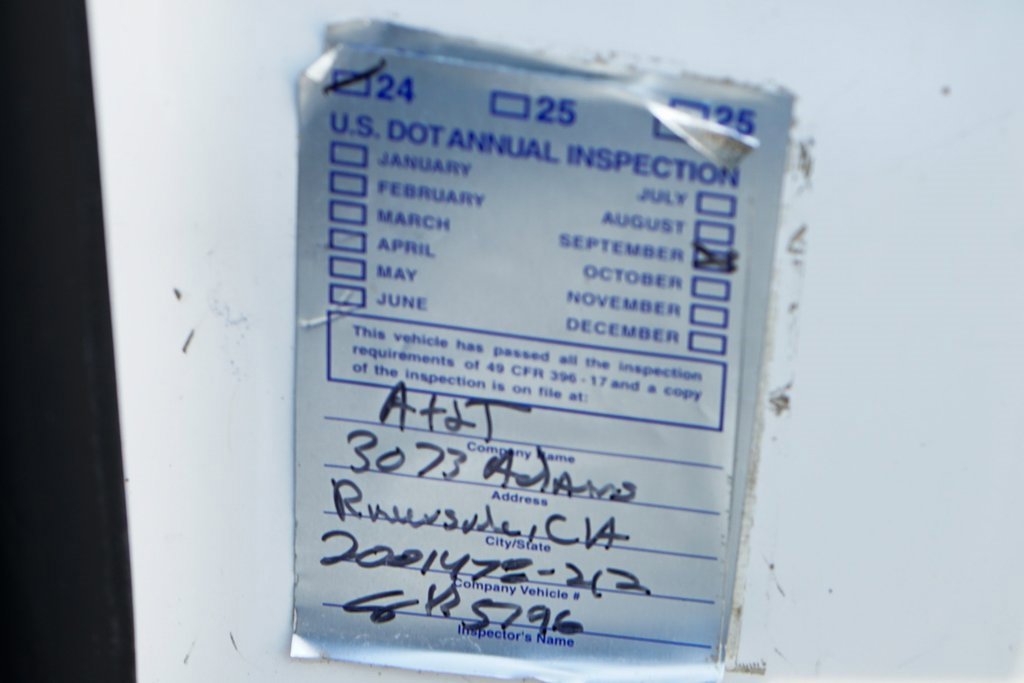 24 25 25
U.S. DOT ANNUAL INSPECTION
JANUARY JULY
FEBRUARY AUGUST
MARCH SEPTEMBER
APRIL OCTOBER
MAY NOVEMBER
JUNE DECEMBER
This vehicle has passed all the inspection
requirements of 49 CFR 396-17 and a copy
of the inspection is on file at:
AT&T
Company Name
3073 Adams
Address
Riverside, CA
City/State
Company Vehicle #
5796
Inspector's Name